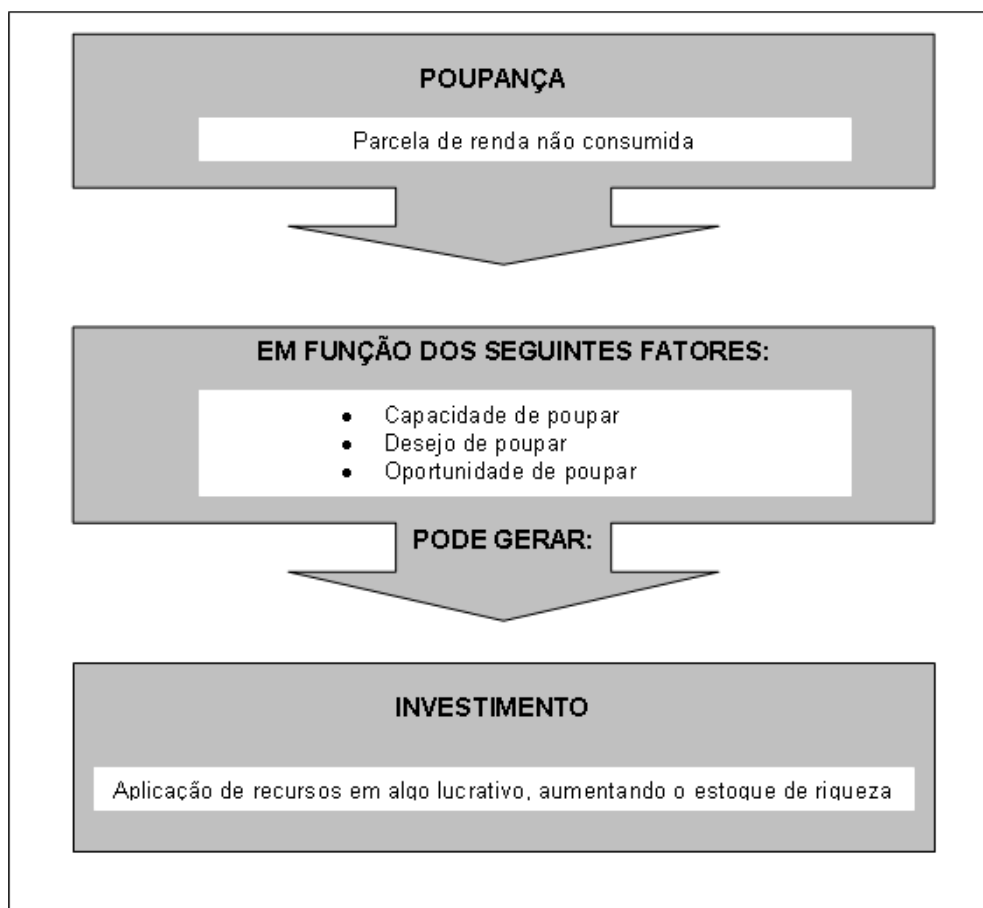 POUPANÇA
Parcela de renda não consumida
EM FUNÇÃO DOS SEGUINTES FATORES:
• Capacidade de poupar
• Desejo de poupar
• Oportunidade de poupar
PODE GERAR:
INVESTIMENTO
Aplicação de recursos em algo lucrativo, aumentando o estoque de riqueza